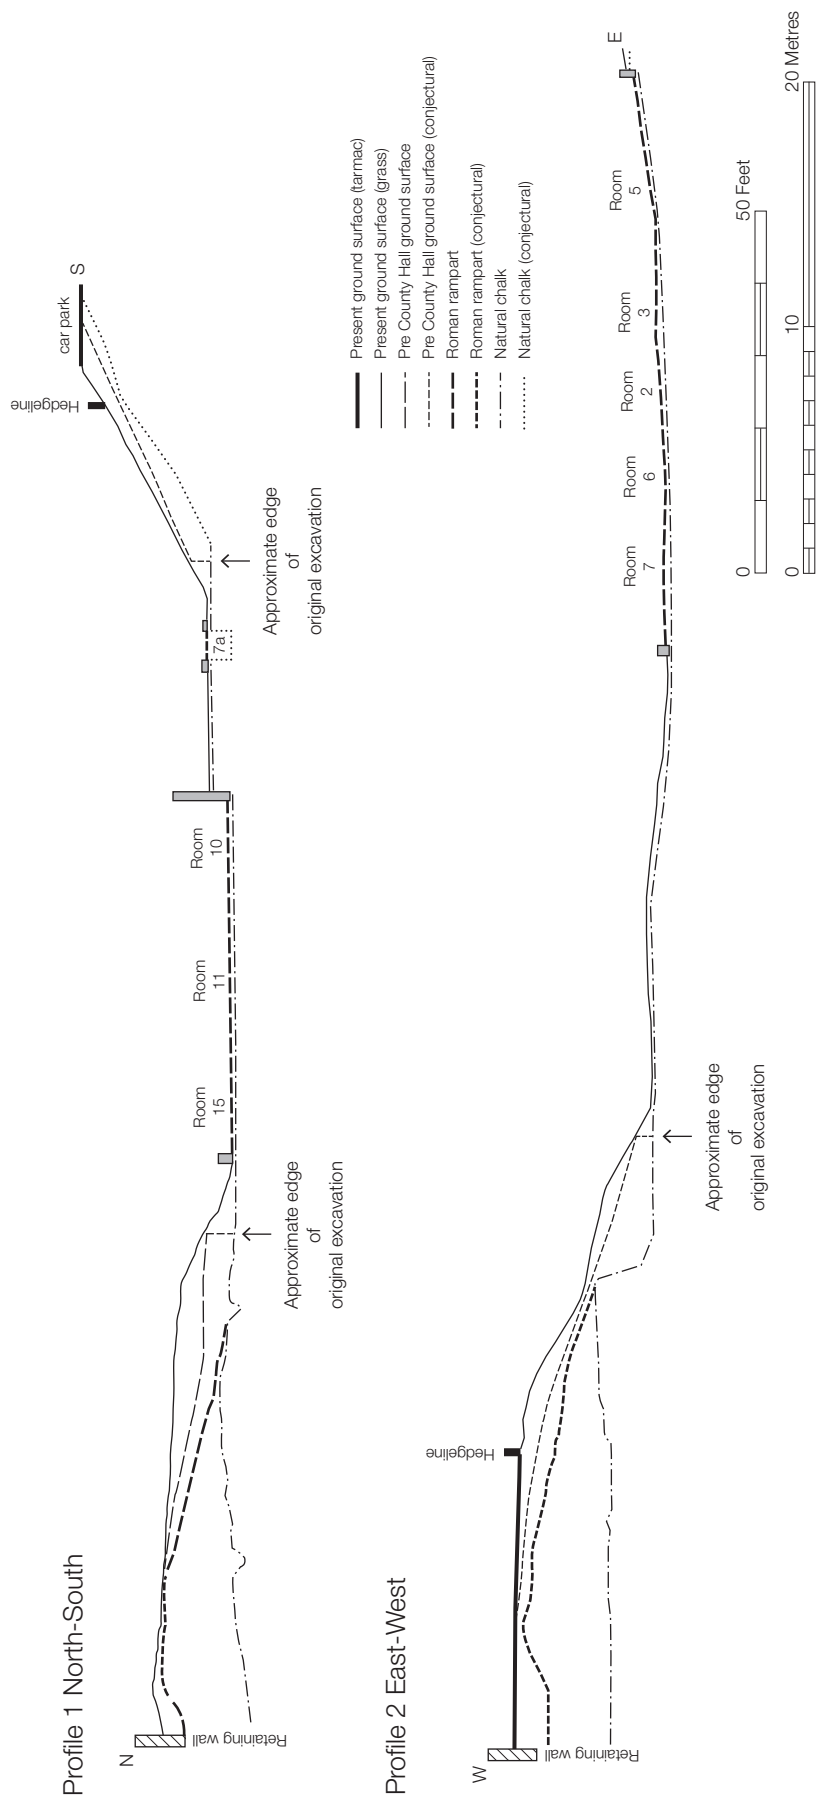 Profile 1 North-South
N
Retaining wall
Approximate edge
of
original excavation
Room
15
Room
11
Room
10
7a
Approximate edge
of
original excavation
Hedgeline
car park
S
Present ground surface (tarmac)
Present ground surface (grass)
Pre County Hall ground surface
Pre County Hall ground surface (conjectural)
Roman rampart
Roman rampart (conjectural)
Natural chalk
Natural chalk (conjectural)
Profile 2 East-West
W
Retaining wall
Hedgeline
Approximate edge
of
original excavation
Room
7
Room
6
Room
2
Room
3
Room
5
E
0
50 Feet
0
10
20 Metres